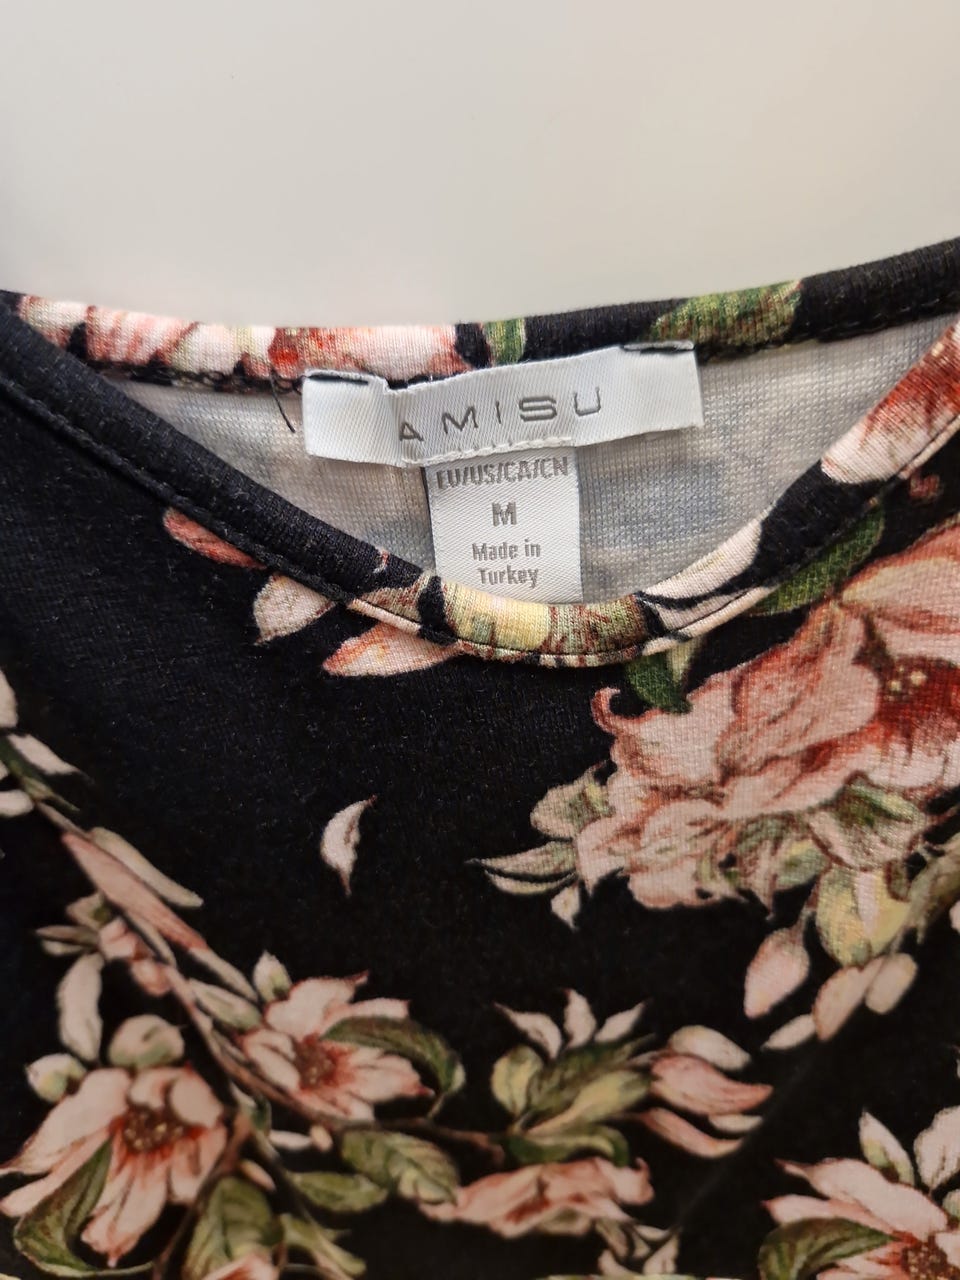 AMISU
EU/US/CA/CN
M
Made in
Turkey